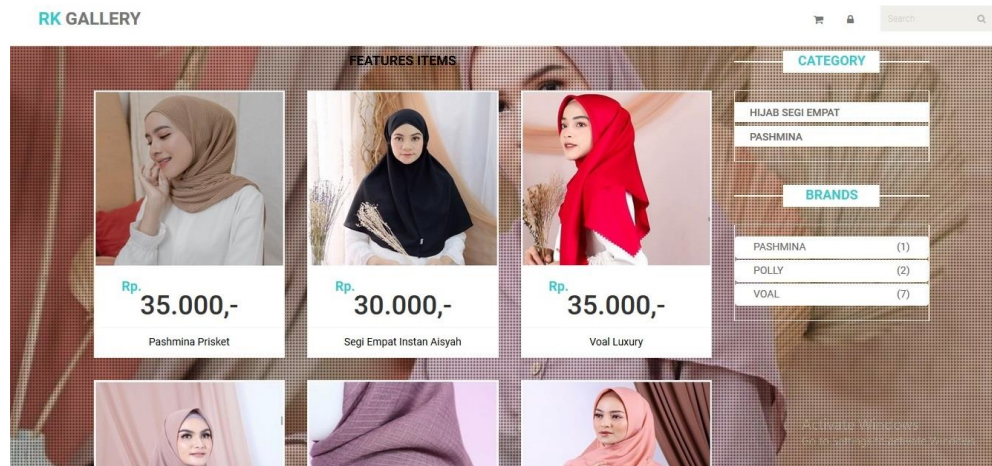 RK GALLERY
Search
FEATURES ITEMS
Rp.
35.000,-
Pashmina Prisket
Rp.
30.000,-
Segi Empat Instan Aisyah
Rp.
35.000,-
Voal Luxury
CATEGORY
HIJAB SEGI EMPAT
PASHMINA
BRANDS
PASHMINA (1)
POLLY (2)
VOAL (7)
Activate Windows